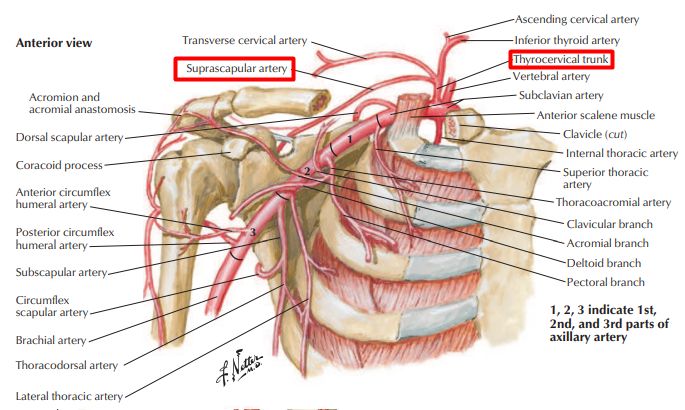 Anterior view
Ascending cervical artery
Transverse cervical artery
Inferior thyroid artery
Suprascapular artery
Thyrocervical trunk
Vertebral artery
Subclavian artery
Acromion and
acromial anastomosis
Anterior scalene muscle
Dorsal scapular artery
Clavicle (cut)
Coracoid process
Internal thoracic artery
Superior thoracic
artery
Anterior circumflex
humeral artery
Thoracoacromial artery
Clavicular branch
Posterior circumflex
humeral artery
Acromial branch
Deltoid branch
Subscapular artery
Pectoral branch
Circumflex
scapular artery
Brachial artery
Thoracodorsal artery
Lateral thoracic artery
1
2
3
1, 2, 3 indicate 1st,
2nd, and 3rd parts of
axillary artery
F. Netter
M.D.